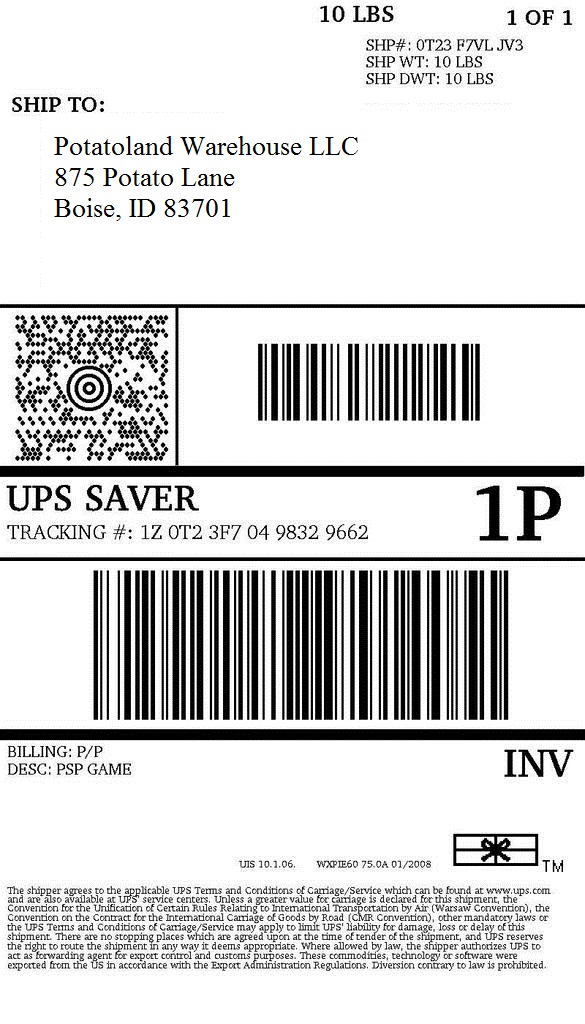 10 LBS
1 OF 1
SHP#: 0T23 F7VL JV3
SHP WT: 10 LBS
SHP DWT: 10 LBS
SHIP TO:
Potatoland Warehouse LLC
875 Potato Lane
Boise, ID 83701
UPS SAVER
1P
TRACKING #: 1Z 0T2 3F7 04 9832 9662
BILLING: P/P
DESC: PSP GAME
INV
UIS 10.1.06. WXPIE60 75.0A 01/2008
TM
The shipper agrees to the applicable UPS Terms and Conditions of Carriage/Service which can be found at www.ups.com
and are also available at UPS' service centers. Unless a greater value for carriage is declared for this shipment, the
Convention for the Unification of Certain Rules Relating to International Transportation by Air (Warsaw Convention), the
Convention on the Contract for the International Carriage of Goods by Road (CMR Convention), other mandatory laws or
the UPS Terms and Conditions of Carriage/Service may apply to limit UPS' liability for damage, loss or delay of this
shipment. There are no stopping places which are agreed upon at the time of tender of the shipment, and UPS reserves
the right to route the shipment in any way it deems appropriate. Where allowed by law, the shipper authorizes UPS to
act as forwarding agent for export control and customs purposes. These commodities, technology or software were
exported from the US in accordance with the Export Administration Regulations. Diversion contrary to law is prohibited.